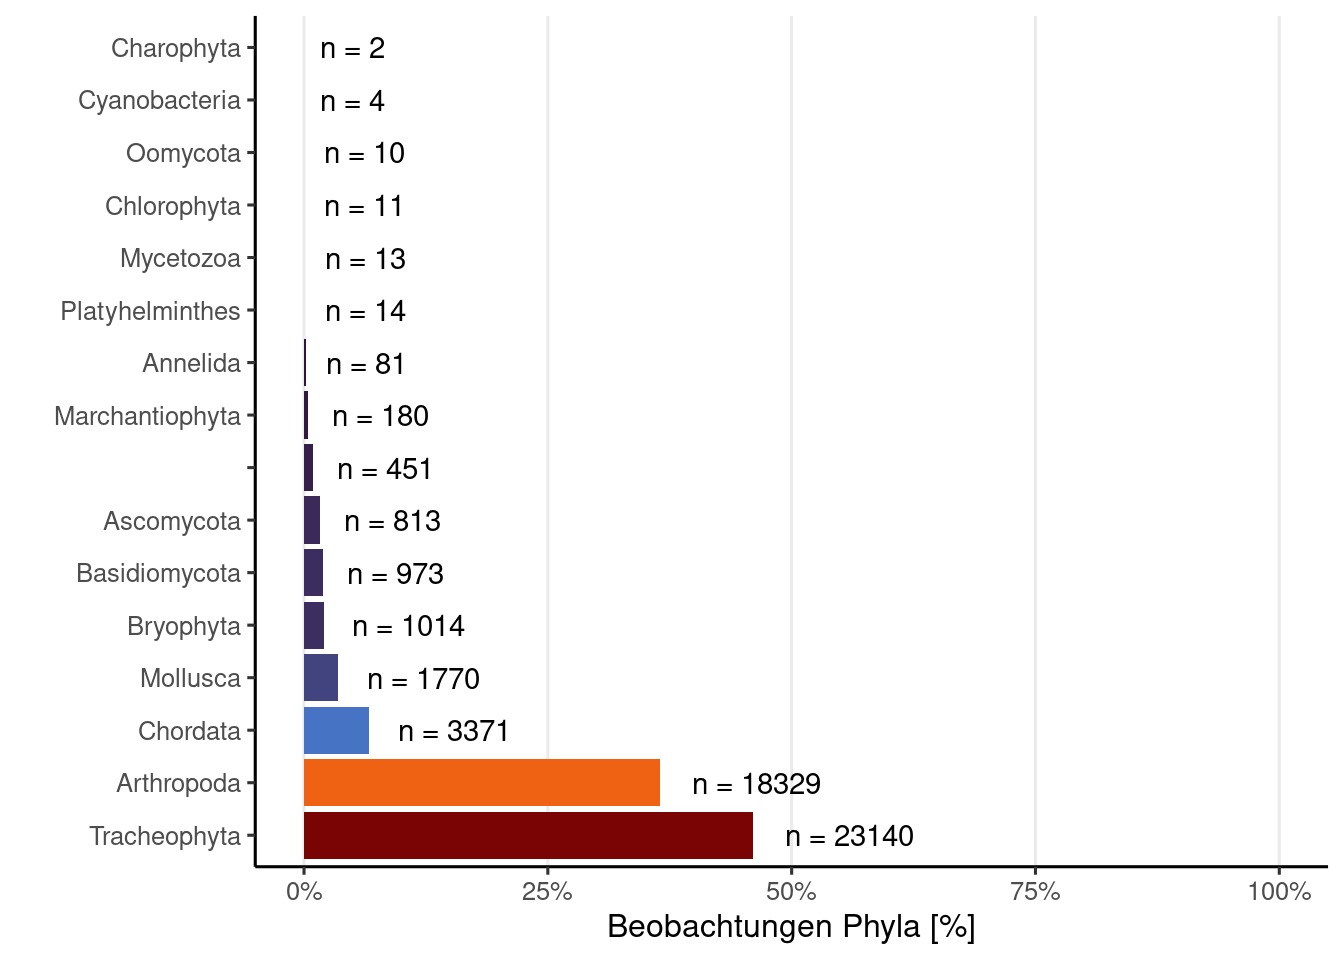 Charophyta n = 2
Cyanobacteria n = 4
Oomycota n = 10
Chlorophyta n = 11
Mycetozoa n = 13
Platyhelminthes n = 14
Annelida n = 81
Marchantiophyta n = 180
n = 451
Ascomycota n = 813
Basidiomycota n = 973
Bryophyta n = 1014
Mollusca n = 1770
Chordata n = 3371
Arthropoda n = 18329
Tracheophyta n = 23140
0% 25% 50% 75% 100%
Beobachtungen Phyla [%]